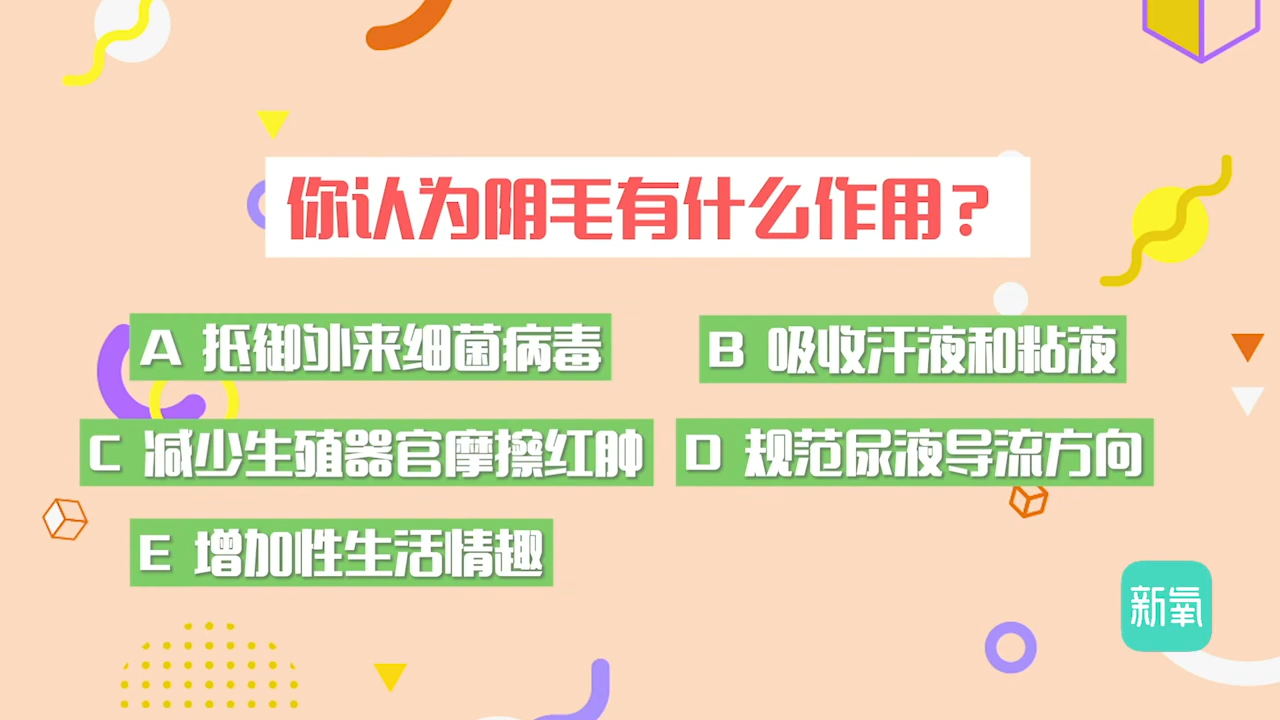 你认为阴毛有什么作用？
A 抵御外来细菌病毒
B 吸收汗液和粘液
C 减少生殖器官摩擦红肿
D 规范尿液导流方向
E 增加性生活情趣
新氧